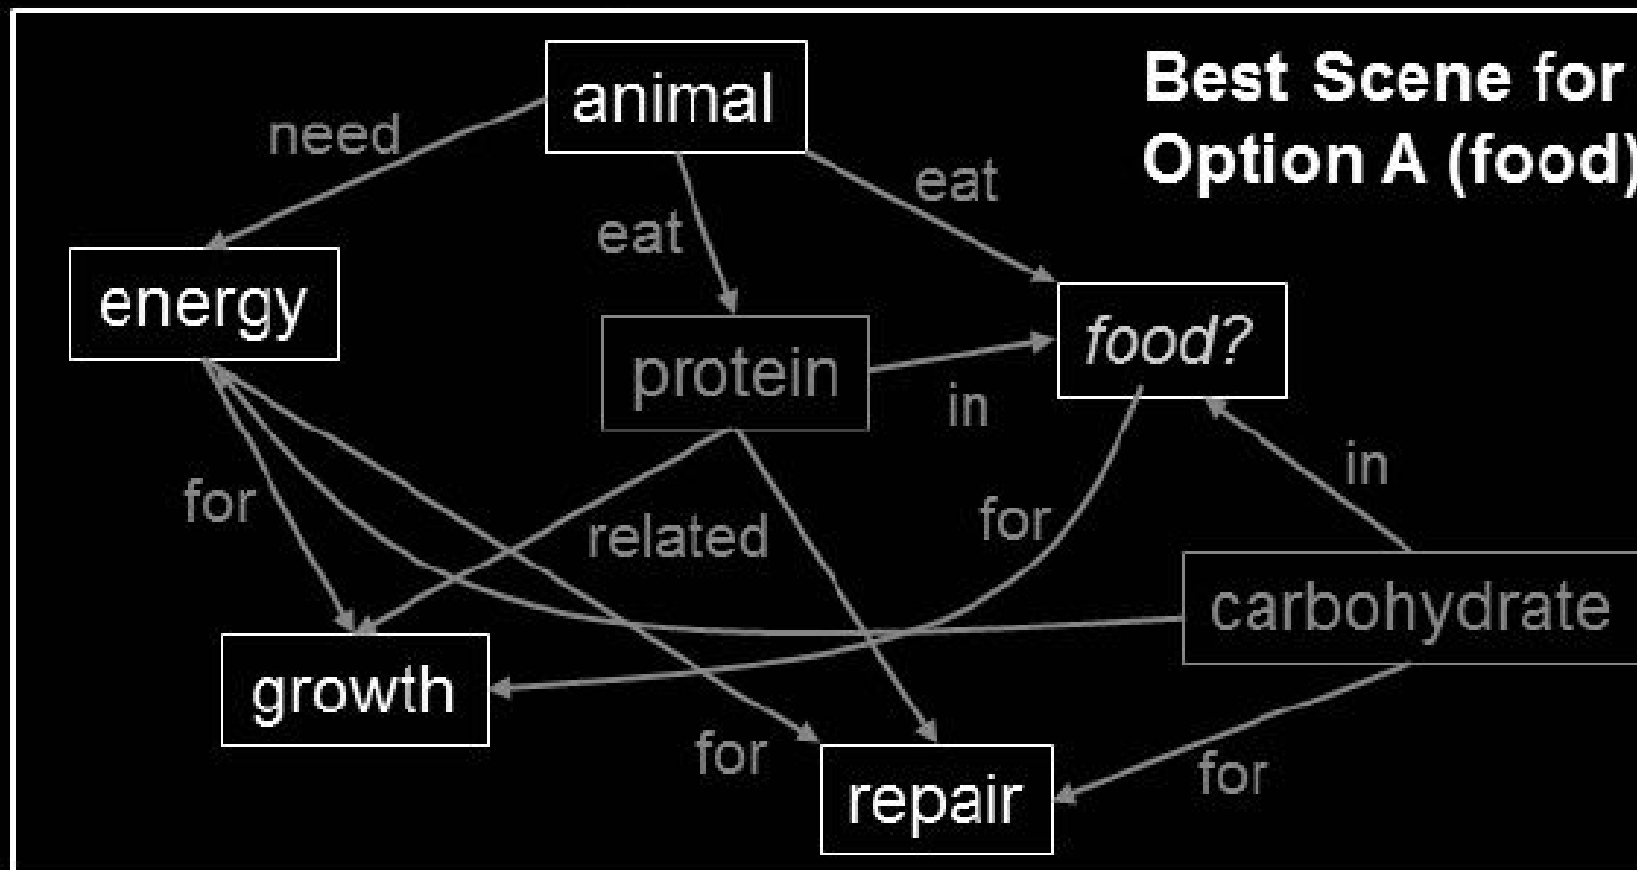 animal
Best Scene for
Option A (food)
need
eat
eat
energy
food?
protein
in
in
for
related
for
carbohydrate
growth
for
for
repair